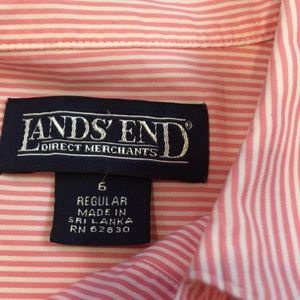 LANDS' END®
DIRECT MERCHANTS
6
REGULAR
MADE IN
SRI LANKA
RN 62830